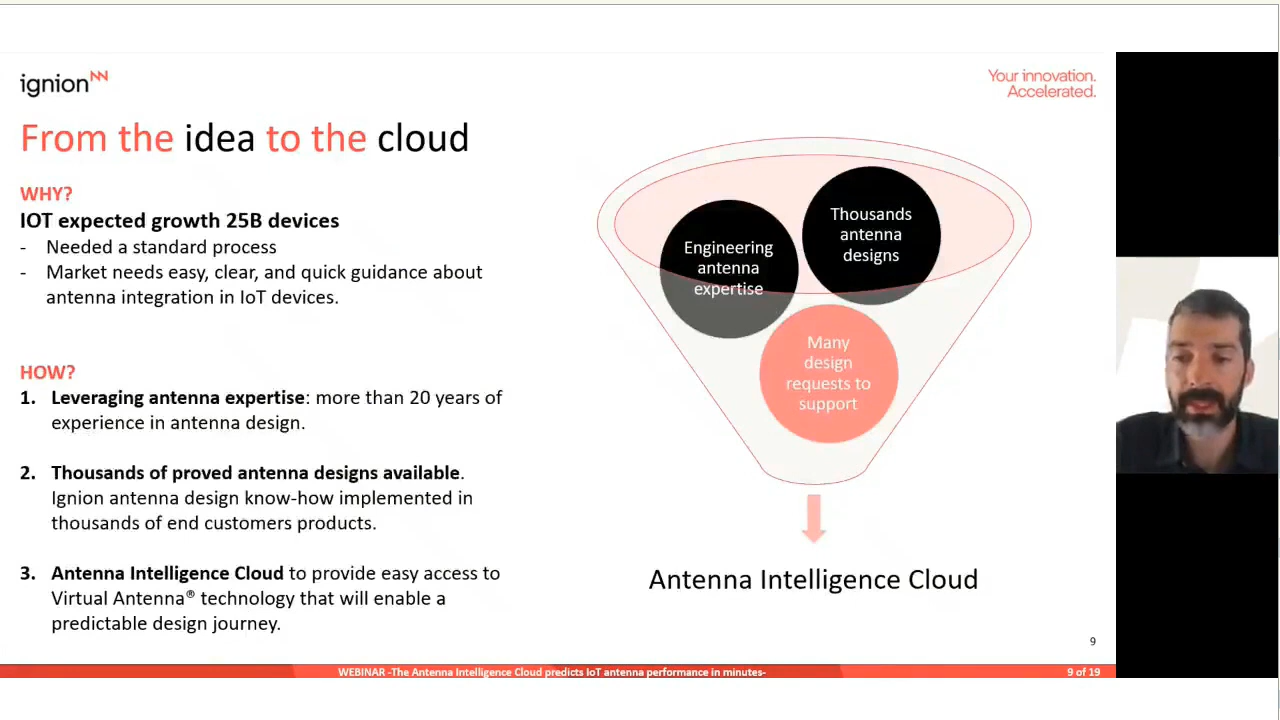 ignion
Your innovation.
Accelerated.
From the idea to the cloud
WHY?
IOT expected growth 25B devices
- Needed a standard process
- Market needs easy, clear, and quick guidance about
antenna integration in IoT devices.
HOW?
1. Leveraging antenna expertise: more than 20 years of
experience in antenna design.
2. Thousands of proved antenna designs available.
Ignion antenna design know-how implemented in
thousands of end customers products.
3. Antenna Intelligence Cloud to provide easy access to
Virtual Antenna® technology that will enable a
predictable design journey.
Engineering
antenna
expertise
Thousands
antenna
designs
Many
design
requests to
support
Antenna Intelligence Cloud
9
WEBINAR -The Antenna Intelligence Cloud predicts IoT antenna performance in minutes-
9 of 19